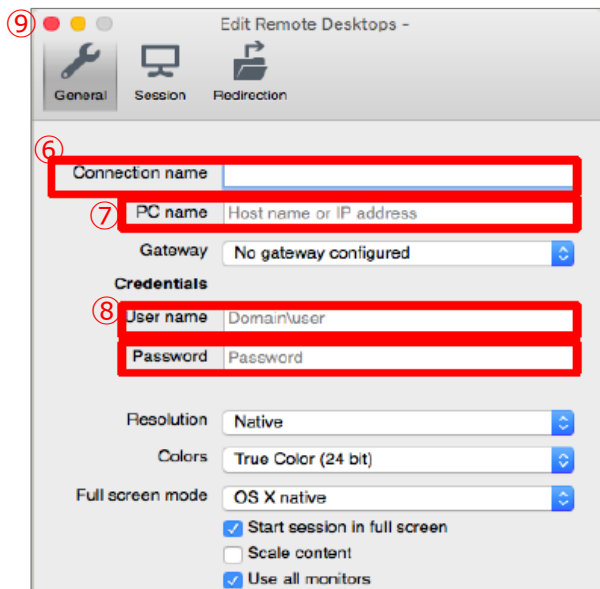 ⑨ Edit Remote Desktops -
General Session Redirection
⑥
Connection name
⑦ PC name Host name or IP address
Gateway No gateway configured
Credentials
⑧ User name Domain\user
Password Password
Resolution Native
Colors True Color (24 bit)
Full screen mode OS X native
Start session in full screen
Scale content
Use all monitors